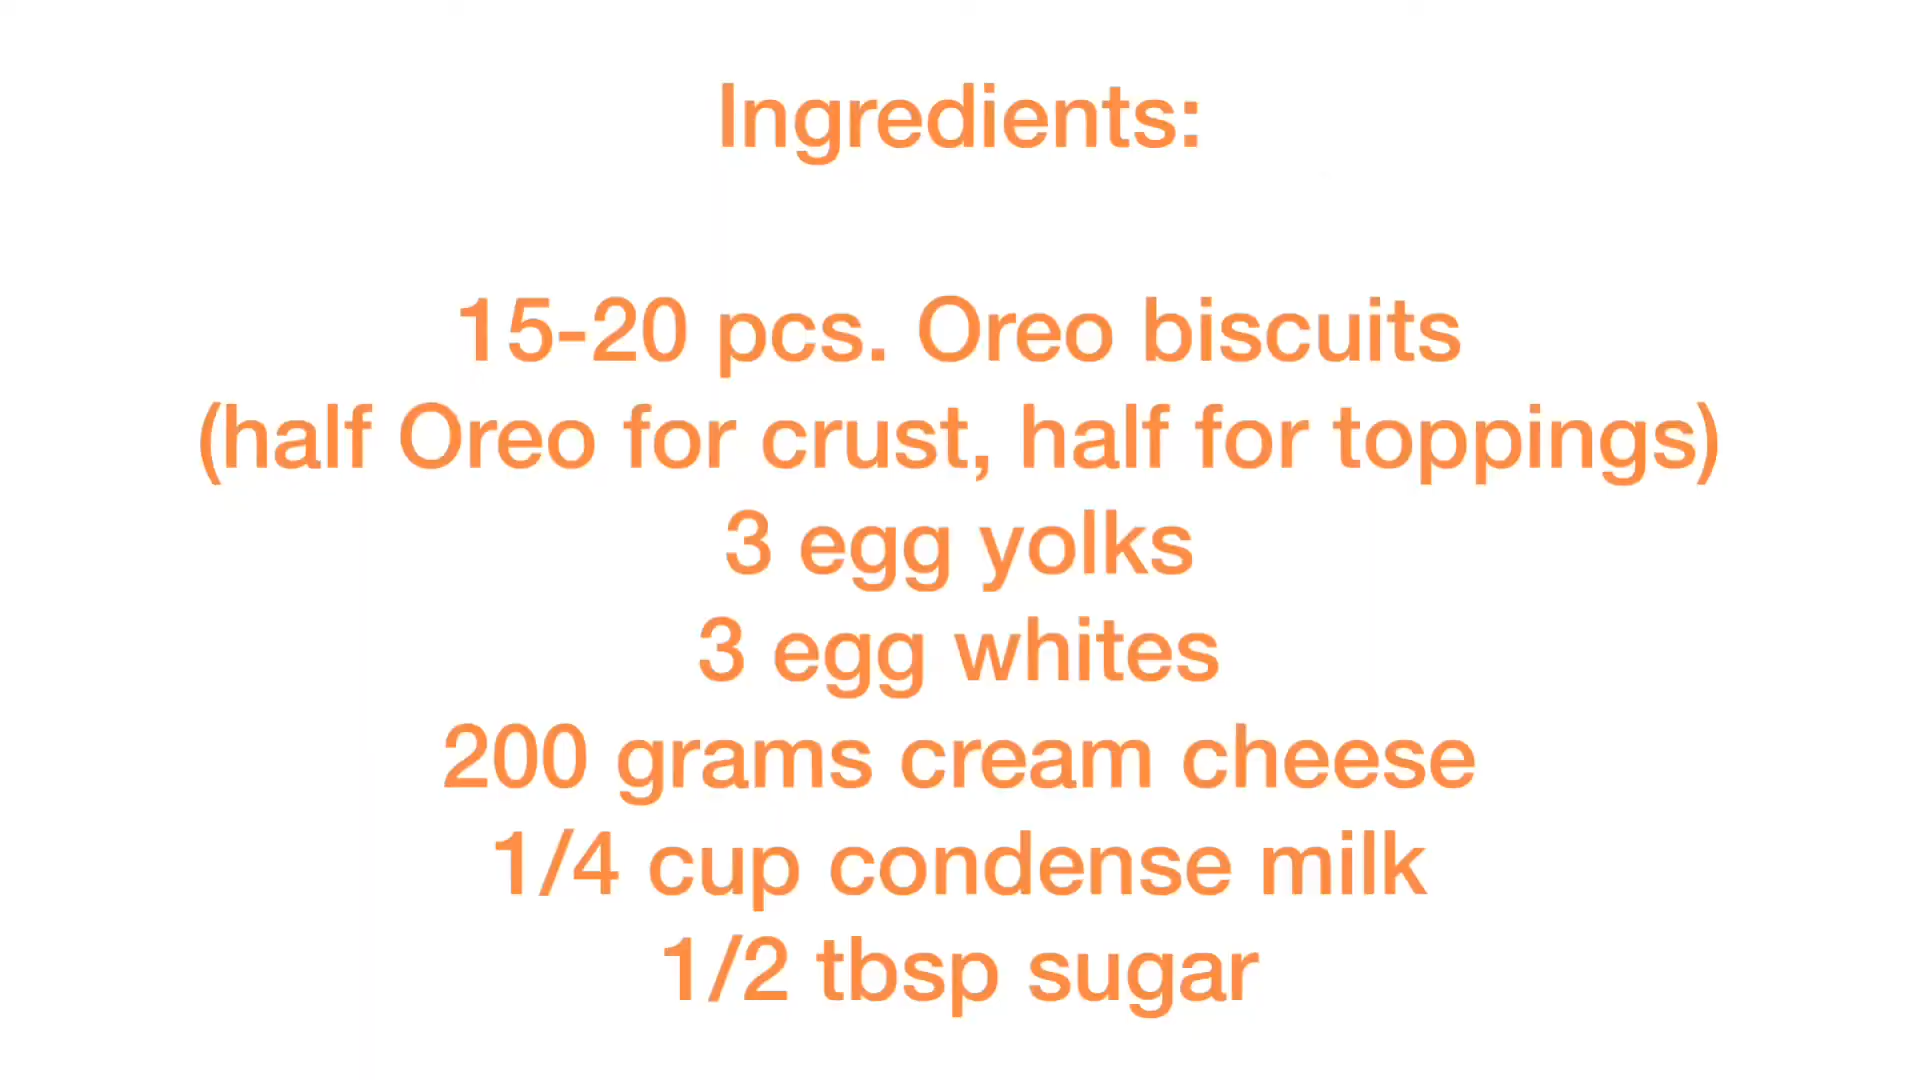 Ingredients:
15-20 pcs. Oreo biscuits
(half Oreo for crust, half for toppings)
3 egg yolks
3 egg whites
200 grams cream cheese
1/4 cup condense milk
1/2 tbsp sugar